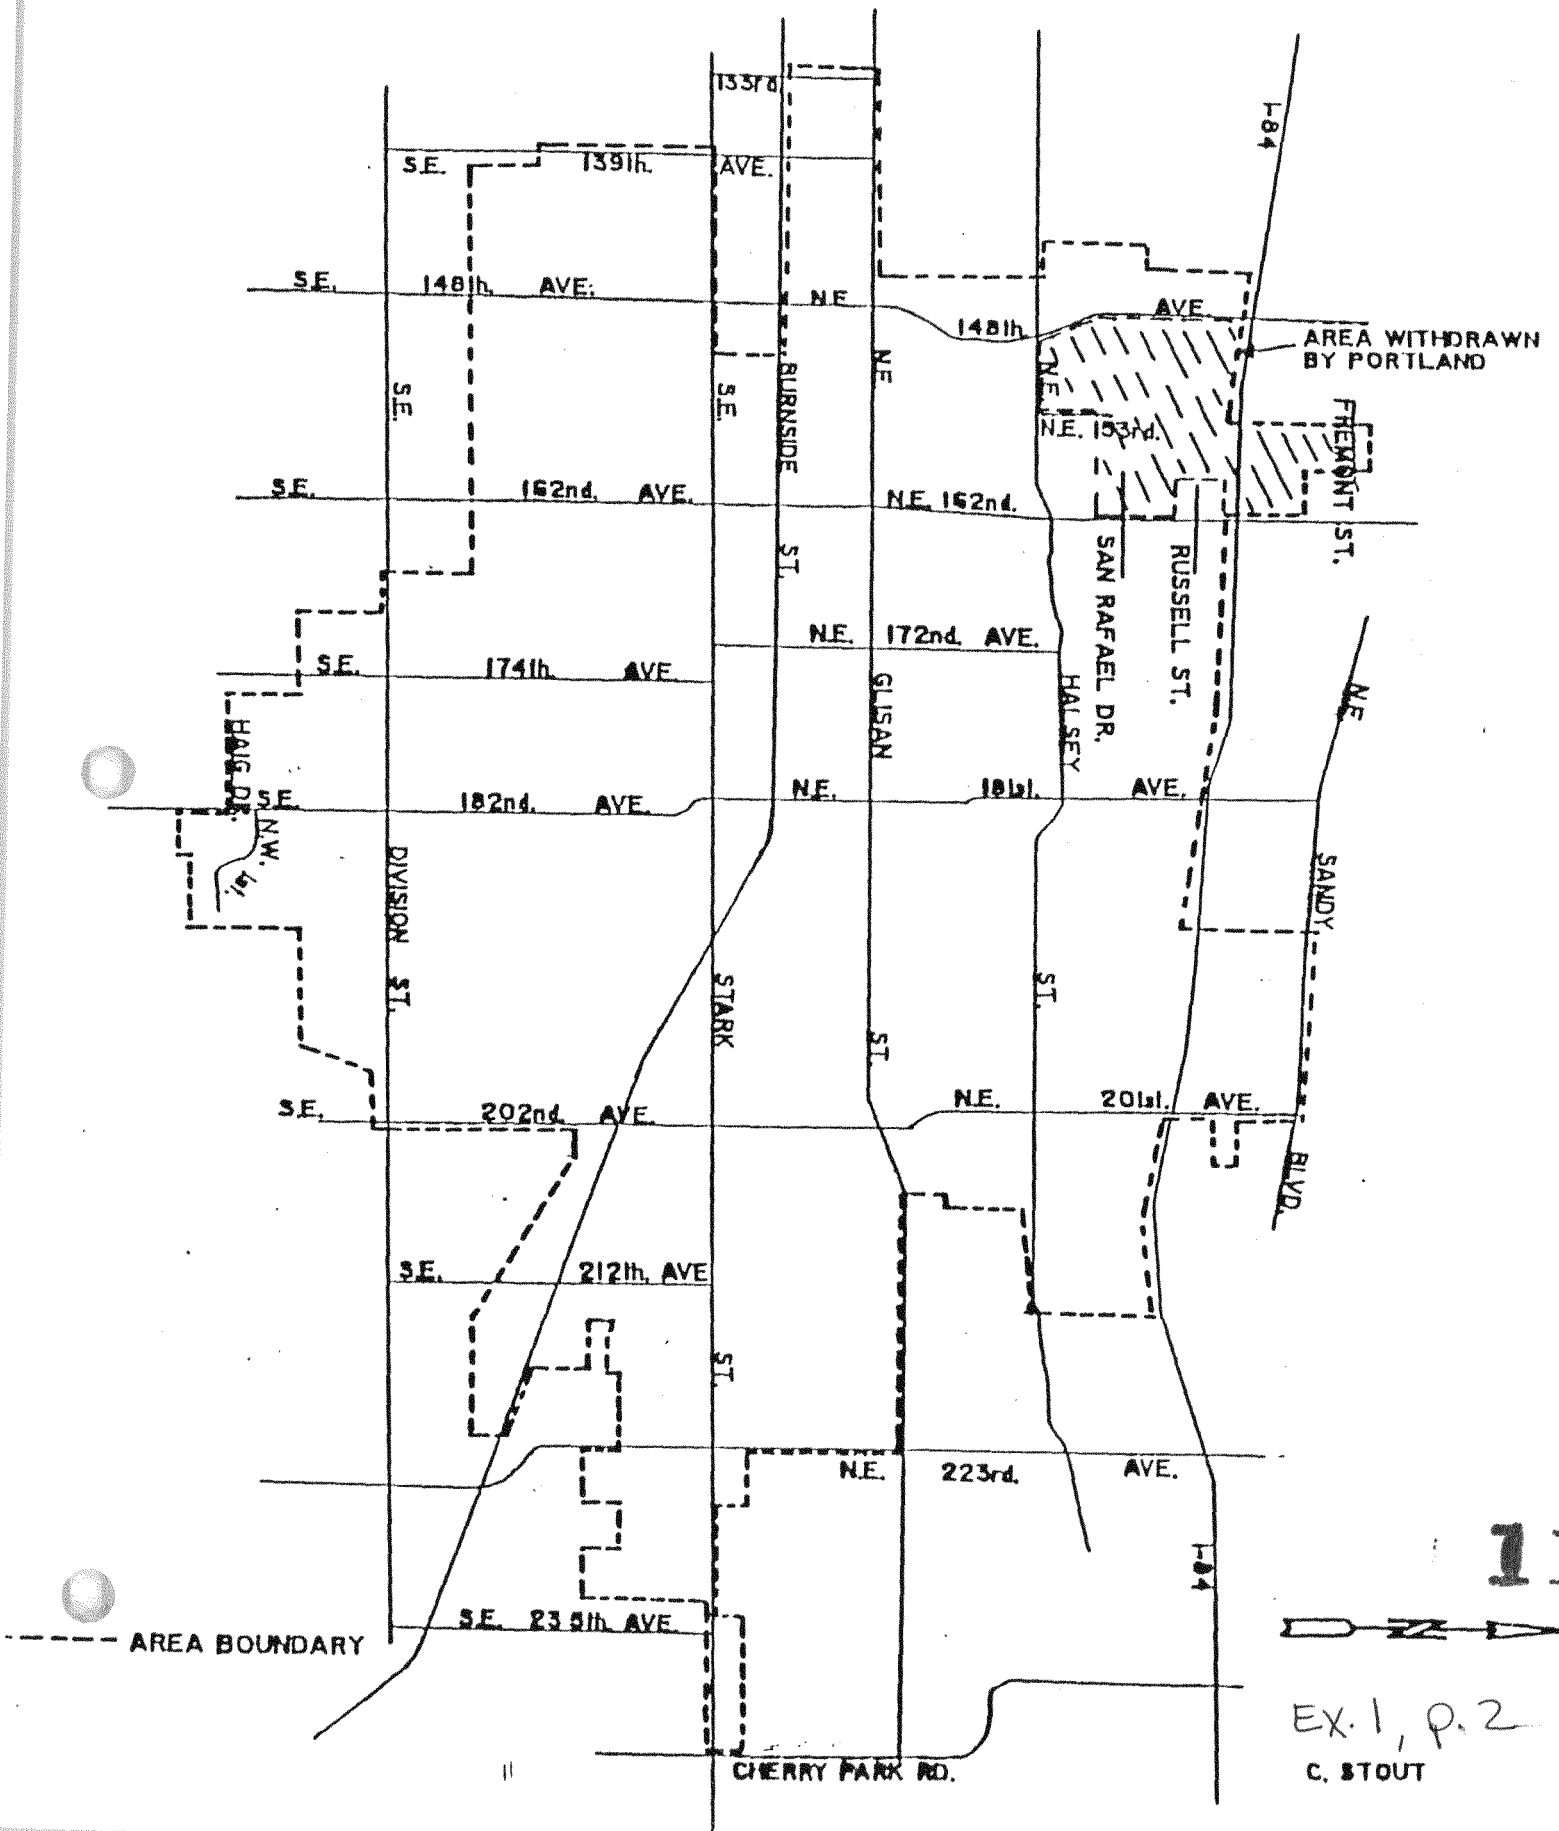 133rd
S.E. 139th. AVE.
I-84
S.E. 148th. AVE. N.E. 148th. AVE.
AREA WITHDRAWN
BY PORTLAND
S.E.
S.E.
BURNSIDE
NE
N.E.
N.E. 153rd.
FREMONT ST.
S.E. 162nd. AVE. N.E. 162nd.
ST.
SAN RAFAEL DR.
RUSSELL ST.
N.E. 172nd. AVE.
S.E. 174th. AVE
GLISAN
HALSEY
N.E.
HAIG DR.
S.E. 182nd. AVE. N.E. 181st. AVE.
N.W. 1st.
DIVISION
SANDY
ST.
STARK
ST.
ST.
S.E. 202nd. AVE. N.E. 201st. AVE.
BLVD.
S.E. 212th. AVE
ST.
N.E. 223rd. AVE.
I-84
S.E. 235th. AVE.
AREA BOUNDARY
N
Ex. 1, p. 2
CHERRY PARK RD.
C. STOUT